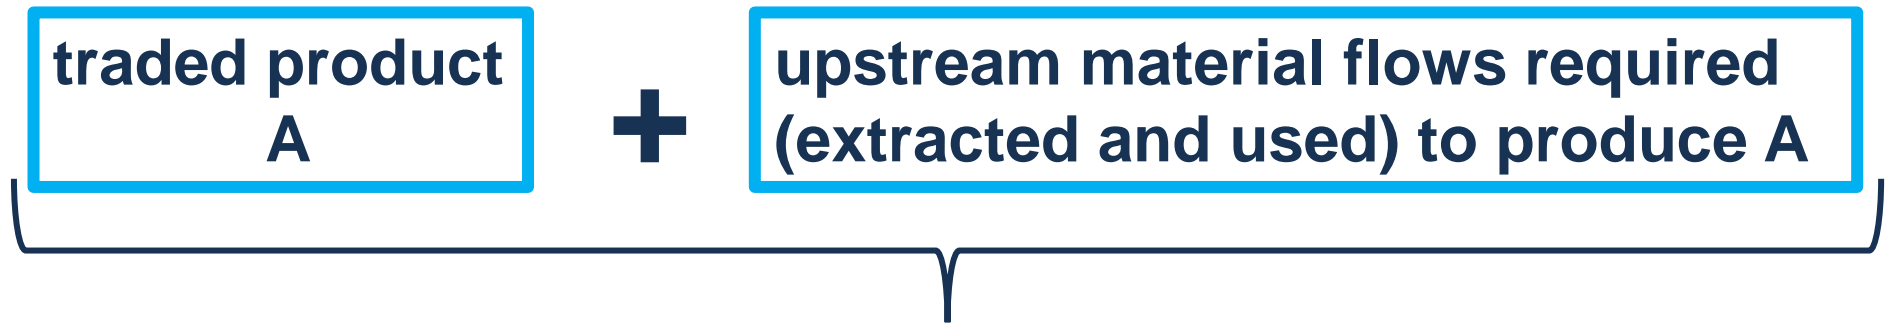 traded product
A
+
upstream material flows required
(extracted and used) to produce A